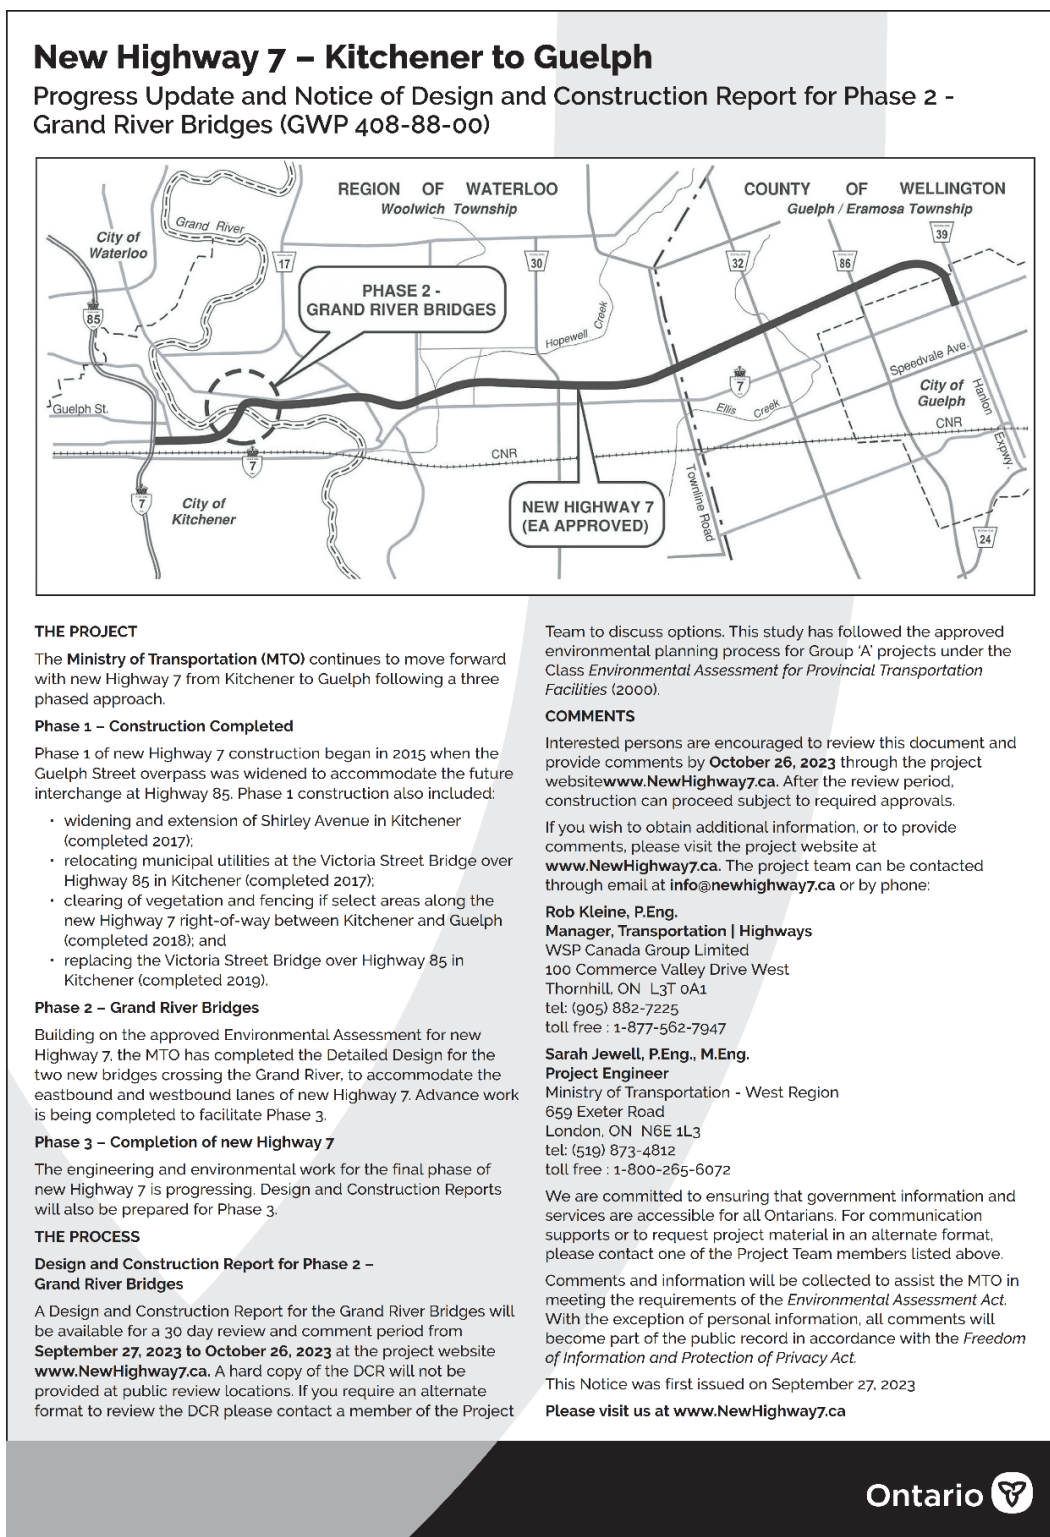 New Highway 7 – Kitchener to Guelph
Progress Update and Notice of Design and Construction Report for Phase 2 -
Grand River Bridges (GWP 408-88-00)
REGION OF WATERLOO
Woolwich Township
COUNTY OF WELLINGTON
Guelph / Eramosa Township
City of
Waterloo
Grand River
17
30
32
86
39
85
PHASE 2 -
GRAND RIVER BRIDGES
Hopewell Creek
Speedvale Ave.
City of
Guelph
Hanlon Expwy.
7
Ellis Creek
Guelph St.
CNR
CNR
7
7
City of
Kitchener
NEW HIGHWAY 7
(EA APPROVED)
Townline Road
24
THE PROJECT
The Ministry of Transportation (MTO) continues to move forward
with new Highway 7 from Kitchener to Guelph following a three
phased approach.
Phase 1 – Construction Completed
Phase 1 of new Highway 7 construction began in 2015 when the
Guelph Street overpass was widened to accommodate the future
interchange at Highway 85. Phase 1 construction also included:
• widening and extension of Shirley Avenue in Kitchener
(completed 2017);
• relocating municipal utilities at the Victoria Street Bridge over
Highway 85 in Kitchener (completed 2017);
• clearing of vegetation and fencing if select areas along the
new Highway 7 right-of-way between Kitchener and Guelph
(completed 2018); and
• replacing the Victoria Street Bridge over Highway 85 in
Kitchener (completed 2019).
Phase 2 – Grand River Bridges
Building on the approved Environmental Assessment for new
Highway 7, the MTO has completed the Detailed Design for the
two new bridges crossing the Grand River, to accommodate the
eastbound and westbound lanes of new Highway 7. Advance work
is being completed to facilitate Phase 3.
Phase 3 – Completion of new Highway 7
The engineering and environmental work for the final phase of
new Highway 7 is progressing. Design and Construction Reports
will also be prepared for Phase 3.
THE PROCESS
Design and Construction Report for Phase 2 –
Grand River Bridges
A Design and Construction Report for the Grand River Bridges will
be available for a 30 day review and comment period from
September 27, 2023 to October 26, 2023 at the project website
www.NewHighway7.ca. A hard copy of the DCR will not be
provided at public review locations. If you require an alternate
format to review the DCR please contact a member of the Project
Team to discuss options. This study has followed the approved
environmental planning process for Group ‘A’ projects under the
Class Environmental Assessment for Provincial Transportation
Facilities (2000).
COMMENTS
Interested persons are encouraged to review this document and
provide comments by October 26, 2023 through the project
websitewww.NewHighway7.ca. After the review period,
construction can proceed subject to required approvals.
If you wish to obtain additional information, or to provide
comments, please visit the project website at
www.NewHighway7.ca. The project team can be contacted
through email at info@newhighway7.ca or by phone:
Rob Kleine, P.Eng.
Manager, Transportation | Highways
WSP Canada Group Limited
100 Commerce Valley Drive West
Thornhill, ON L3T 0A1
tel: (905) 882-7225
toll free : 1-877-562-7947
Sarah Jewell, P.Eng., M.Eng.
Project Engineer
Ministry of Transportation - West Region
659 Exeter Road
London, ON N6E 1L3
tel: (519) 873-4812
toll free : 1-800-265-6072
We are committed to ensuring that government information and
services are accessible for all Ontarians. For communication
supports or to request project material in an alternate format,
please contact one of the Project Team members listed above.
Comments and information will be collected to assist the MTO in
meeting the requirements of the Environmental Assessment Act.
With the exception of personal information, all comments will
become part of the public record in accordance with the Freedom
of Information and Protection of Privacy Act.
This Notice was first issued on September 27, 2023
Please visit us at www.NewHighway7.ca
Ontario